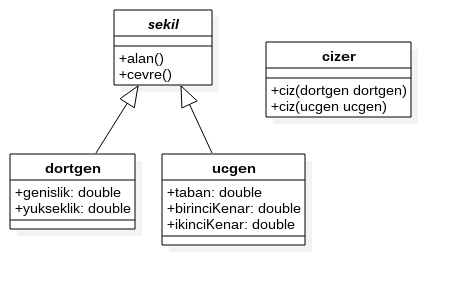 sekil
+alan()
+cevre()
cizer
+ciz(dortgen dortgen)
+ciz(ucgen ucgen)
dortgen
+genislik: double
+yukseklik: double
ucgen
+taban: double
+birinciKenar: double
+ikinciKenar: double